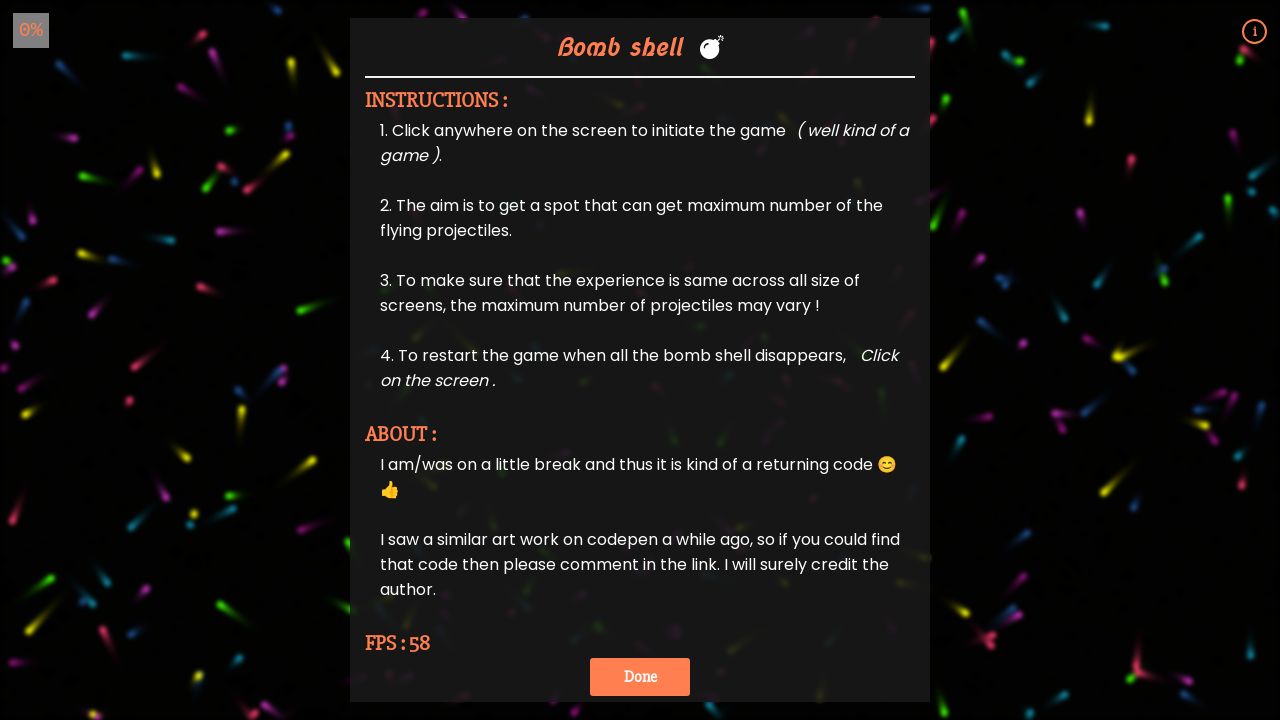 0%
Bomb shell 💣
i
INSTRUCTIONS :
1. Click anywhere on the screen to initiate the game ( well kind of a
game ).
2. The aim is to get a spot that can get maximum number of the
flying projectiles.
3. To make sure that the experience is same across all size of
screens, the maximum number of projectiles may vary !
4. To restart the game when all the bomb shell disappears, Click
on the screen .
ABOUT :
I am/was on a little break and thus it is kind of a returning code 😊
👍
I saw a similar art work on codepen a while ago, so if you could find
that code then please comment in the link. I will surely credit the
author.
FPS : 58
Done